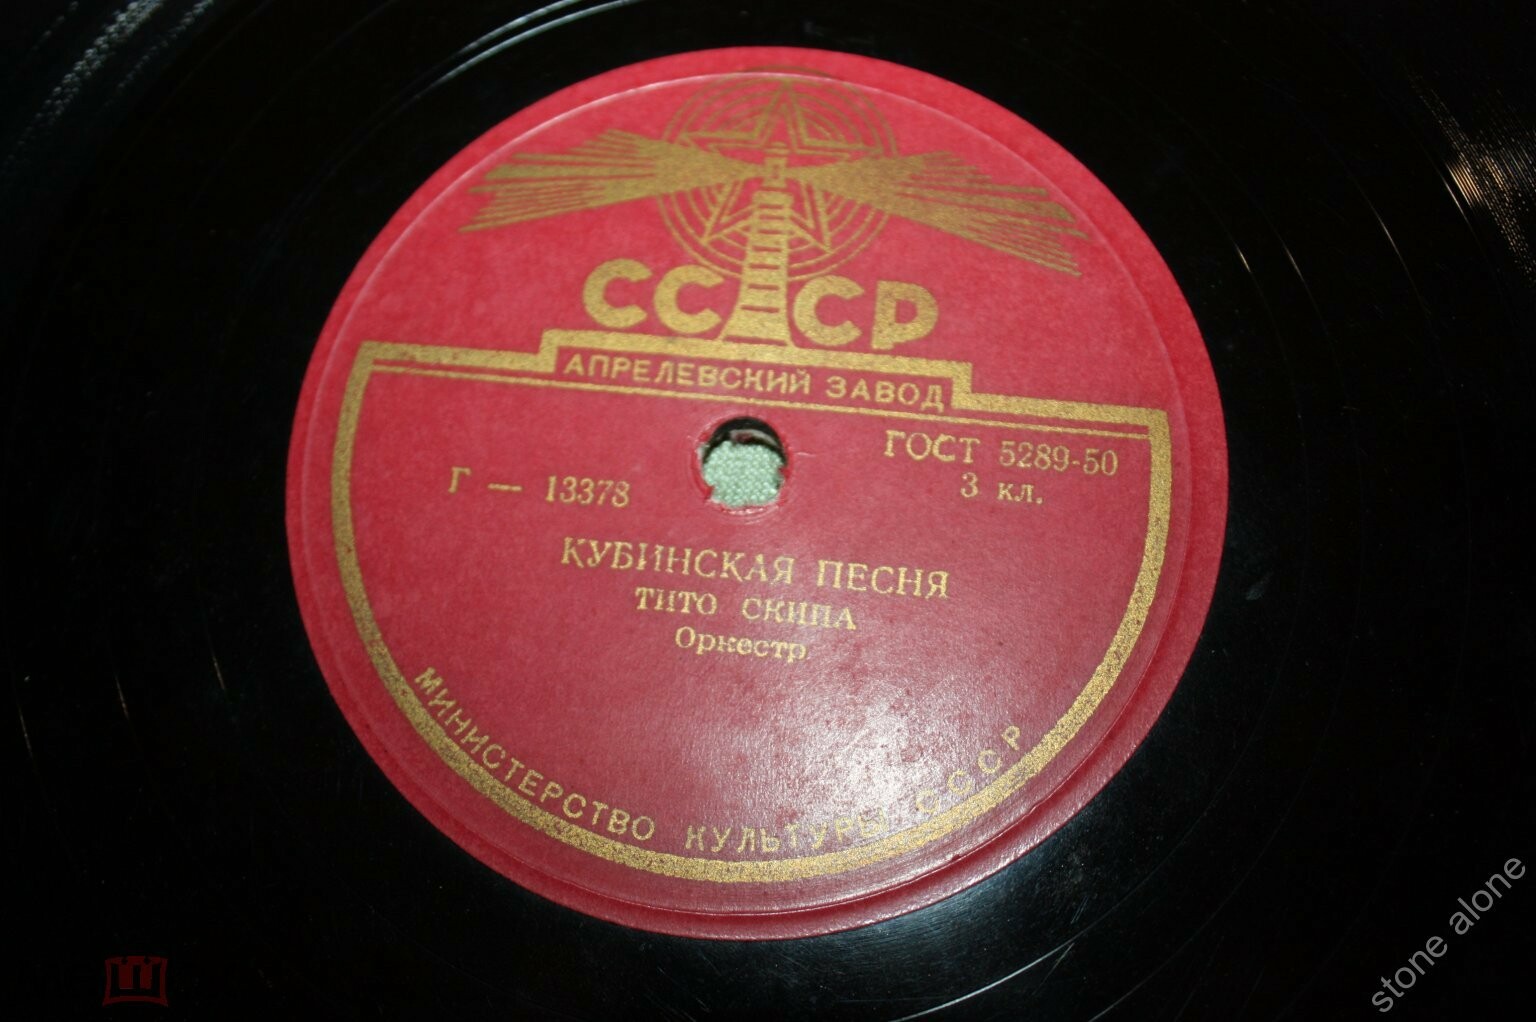 СССР
АПРЕЛЕВСКИЙ ЗАВОД
ГОСТ 5289-50
3 кл.
Г — 13378
КУБИНСКАЯ ПЕСНЯ
ТИТО СКИПА
Оркестр.
МИНИСТЕРСТВО КУЛЬТУРЫ СССР
stone alone